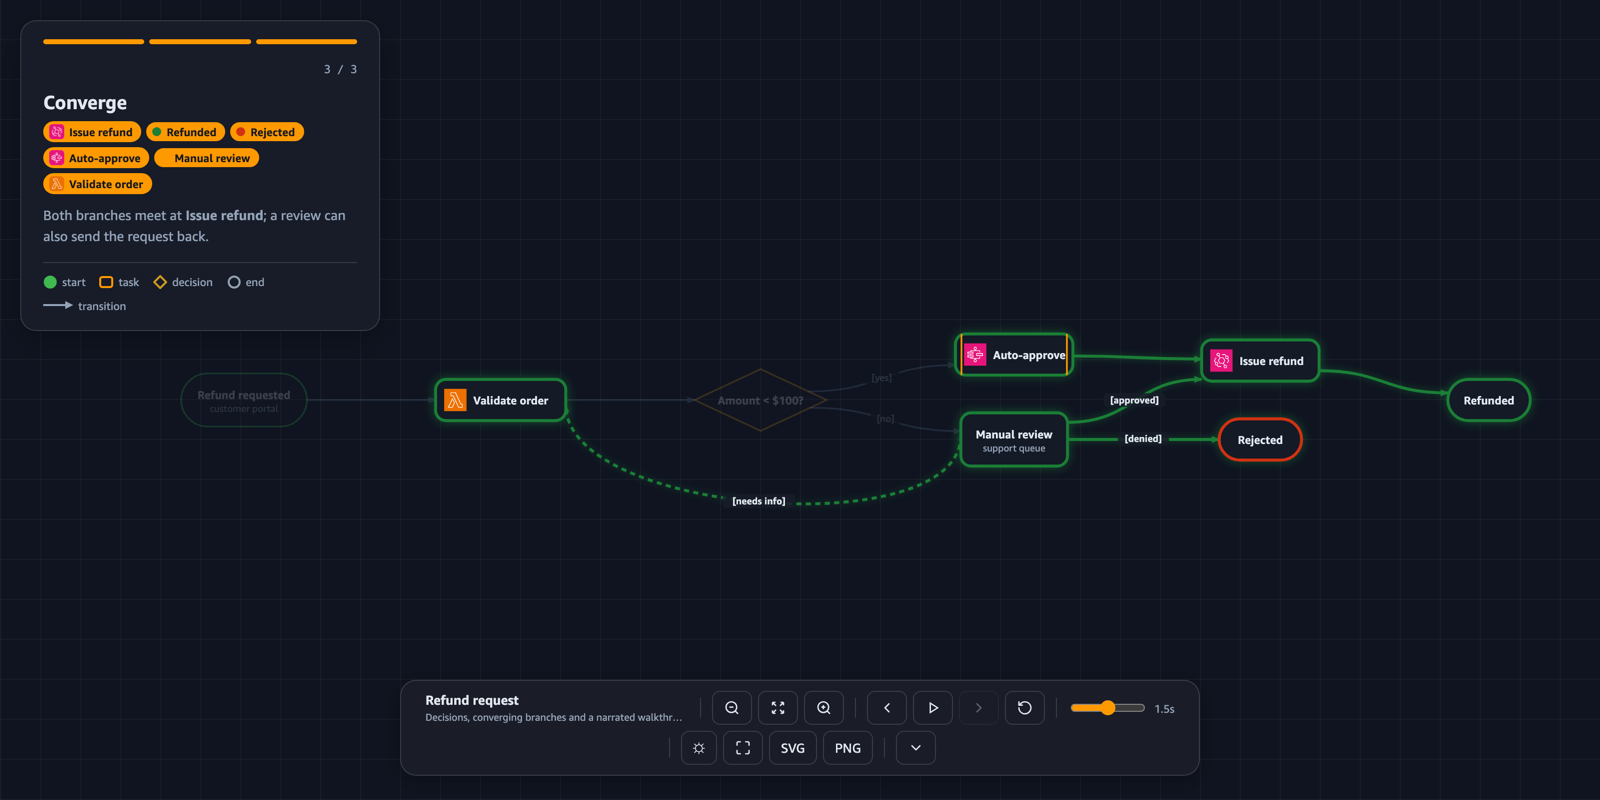 3 / 3
Converge
Issue refund
Refunded
Rejected
Auto-approve
Manual review
Validate order
Both branches meet at Issue refund; a review can
also send the request back.
start
task
decision
end
transition
Refund requested
customer portal
Validate order
Amount < $100?
[yes]
[no]
Auto-approve
Manual review
support queue
[approved]
[denied]
[needs info]
Issue refund
Rejected
Refunded
Refund request
Decisions, converging branches and a narrated walkthr...
1.5s
SVG
PNG